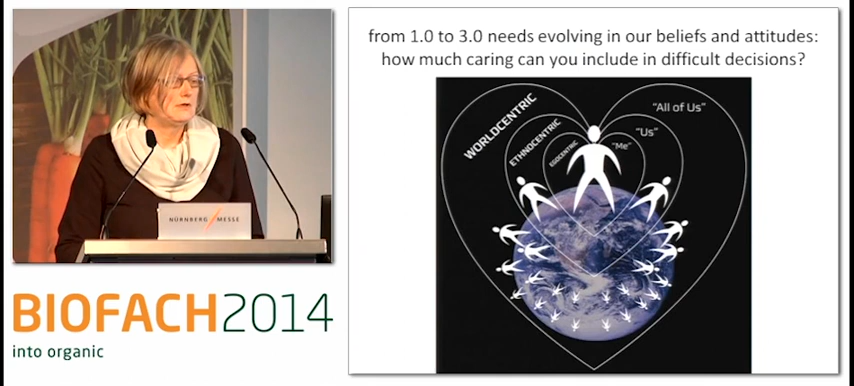 NÜRNBERG / MESSE
BIOFACH2014
into organic
from 1.0 to 3.0 needs evolving in our beliefs and attitudes:
how much caring can you include in difficult decisions?
WORLDCENTRIC
ETHNOCENTRIC
EGOCENTRIC
"Me"
"Us"
"All of Us"